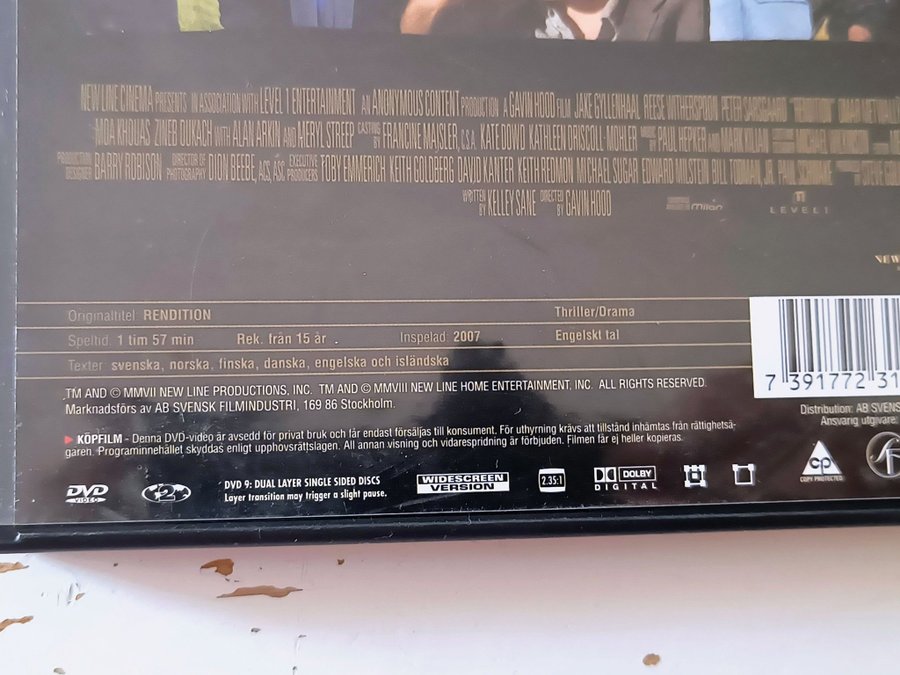 NEW LINE CINEMA PRESENTS IN ASSOCIATION WITH LEVEL 1 ENTERTAINMENT AN ANONYMOUS CONTENT PRODUCTION A GAVIN HOOD FILM JAKE GYLLENHAAL REESE WITHERSPOON PETER SARSGAARD "RENDITION"
MOA KHOUAS ZINEB OUKACH WITH ALAN ARKIN AND MERYL STREEP CASTING BY FRANCINE MAISLER, C.S.A. KATE DOWD KATHLEEN DRISCOLL-MOHLER MUSIC BY PAUL HEPKER AND MARK KILIAN
PRODUCTION DESIGNER BARRY ROBISON DIRECTOR OF PHOTOGRAPHY DION BEEBE, ACS, ASC EXECUTIVE PRODUCERS TOBY EMMERICH KEITH GOLDBERG DAVID KANTER KEITH REDMON MICHAEL SUGAR EDWARD MILSTEIN BILL TODMAN, JR. PAUL
WRITTEN BY KELLEY SANE DIRECTED BY GAVIN HOOD
milan
LEVEL 1
Originaltitel RENDITION Thriller/Drama
Speltid 1 tim 57 min Rek. från 15 år Inspelad 2007 Engelskt tal
Texter svenska, norska, finska, danska, engelska och isländska
TM AND © MMVII NEW LINE PRODUCTIONS, INC. TM AND © MMVIII NEW LINE HOME ENTERTAINMENT, INC. ALL RIGHTS RESERVED.
Marknadsförs av AB SVENSK FILMINDUSTRI, 169 86 Stockholm.
7 391772 31
Distribution: AB SVENS
Ansvarig utgivare:
KÖPFILM - Denna DVD-video är avsedd för privat bruk och får endast försäljas till konsument. För uthyrning krävs att tillstånd inhämtas från rättighetsä-
garen. Programinnehållet skyddas enligt upphovsrättslagen. All annan visning och vidarespridning är förbjuden. Filmen får ej heller kopieras.
DVD VIDEO
2
DVD 9: DUAL LAYER SINGLE SIDED DISCS
Layer transition may trigger a slight pause.
WIDESCREEN VERSION
2.35:1
DOLBY DIGITAL
CP
COPY PROTECTED